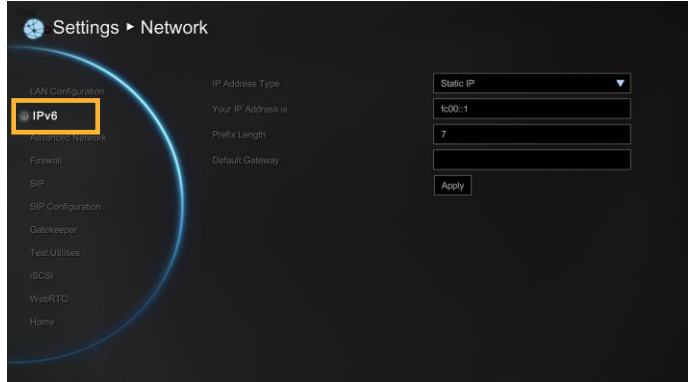 Settings ▸ Network
LAN Configuration
IPv6
Advanced Network
Firewall
SIP
SIP Configuration
Gatekeeper
Test Utilities
iSCSI
WebRTC
Home
IP Address Type
Static IP
Your IP Address is
fc00::1
Prefix Length
7
Default Gateway
Apply